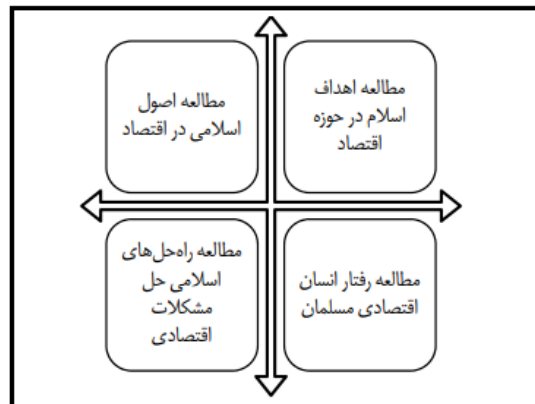 مطالعه اهداف
اسلام در حوزه
اقتصاد
مطالعه اصول
اسلامی در اقتصاد
مطالعه رفتار انسان
اقتصادی مسلمان
مطالعه راه‌حل‌های
اسلامی حل
مشکلات
اقتصادی